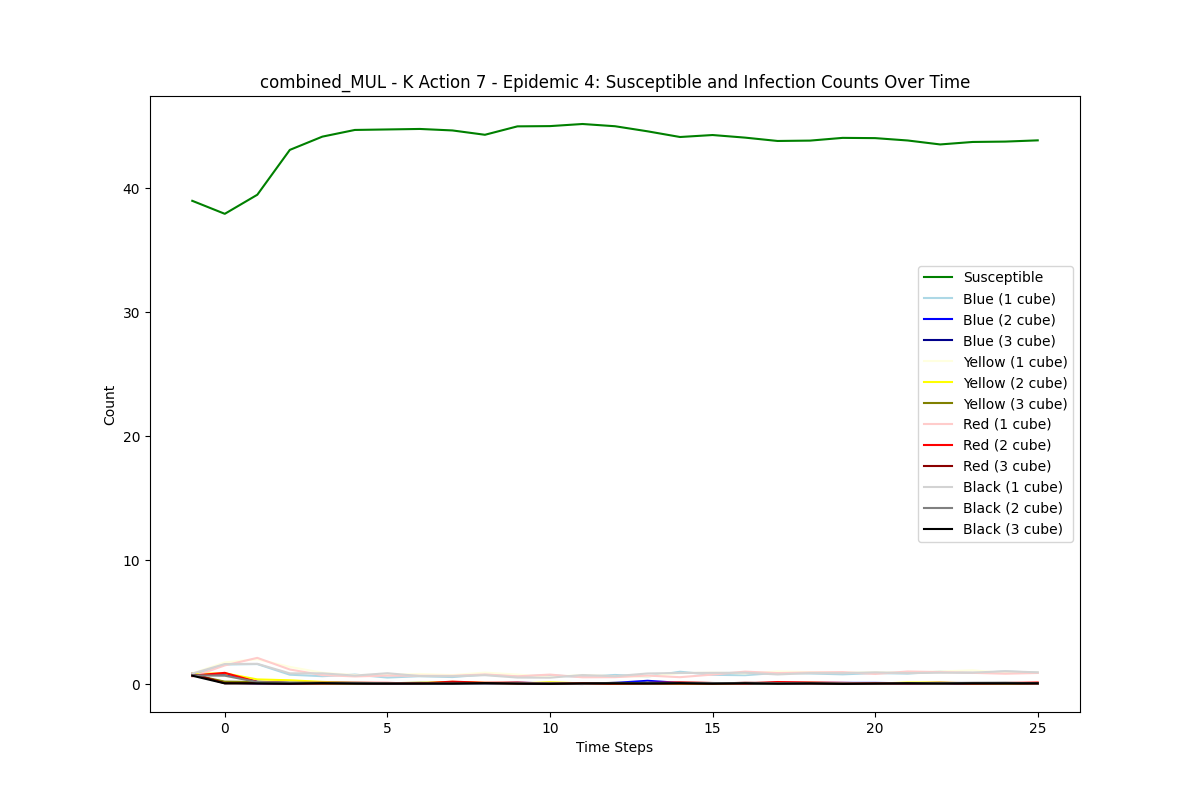 combined_MUL - K Action 7 - Epidemic 4: Susceptible and Infection Counts Over Time
Count
40
30
20
10
0
Susceptible
Blue (1 cube)
Blue (2 cube)
Blue (3 cube)
Yellow (1 cube)
Yellow (2 cube)
Yellow (3 cube)
Red (1 cube)
Red (2 cube)
Red (3 cube)
Black (1 cube)
Black (2 cube)
Black (3 cube)
0 5 10 15 20 25
Time Steps